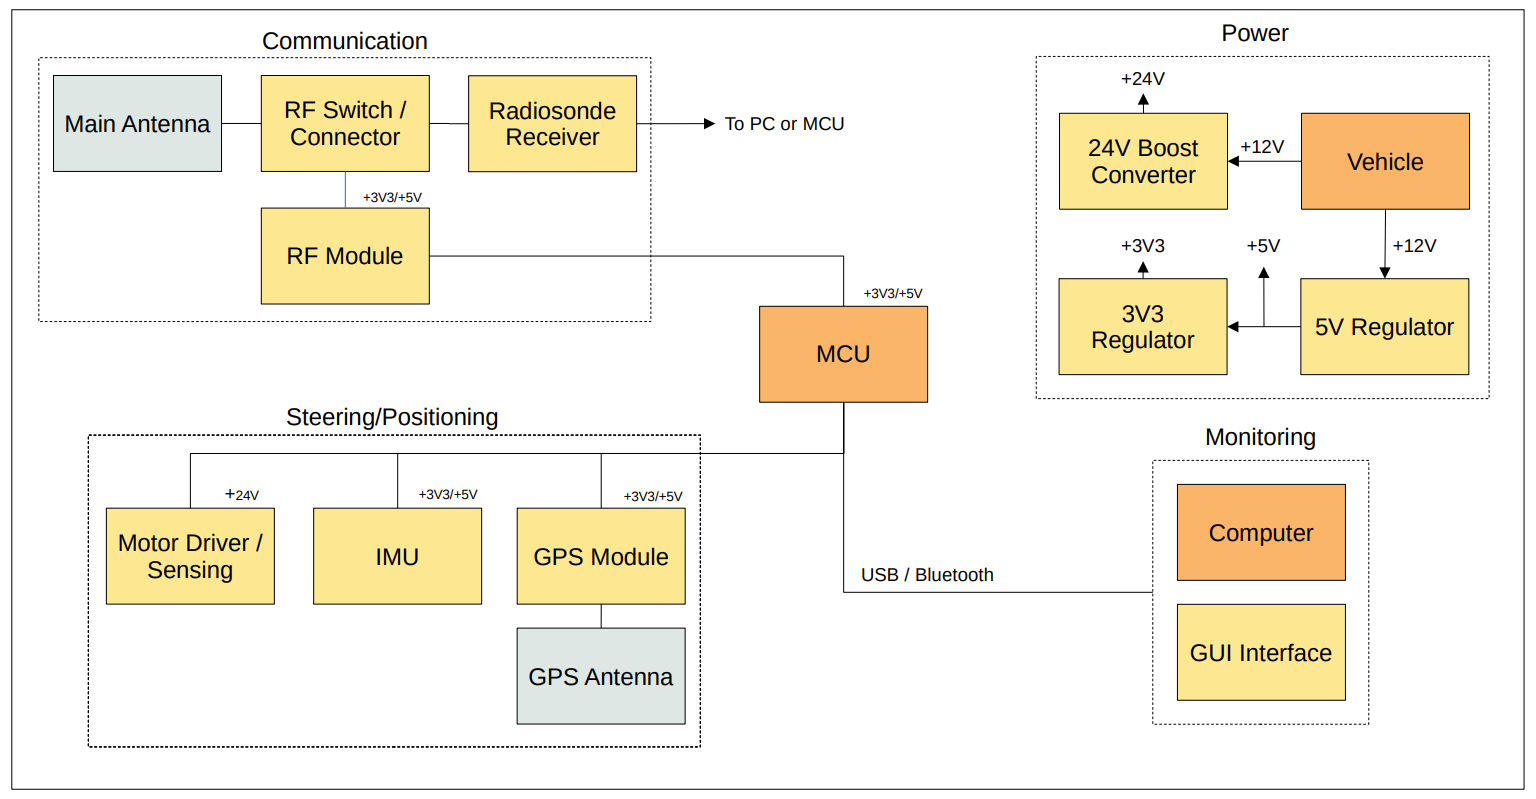 Communication
Main Antenna
RF Switch /
Connector
Radiosonde
Receiver
To PC or MCU
+3V3/+5V
RF Module
Power
+24V
24V Boost
Converter
+12V
Vehicle
+3V3
+5V
+12V
3V3
Regulator
5V Regulator
+3V3/+5V
MCU
Steering/Positioning
+24V
+3V3/+5V
+3V3/+5V
Motor Driver /
Sensing
IMU
GPS Module
GPS Antenna
USB / Bluetooth
Monitoring
Computer
GUI Interface